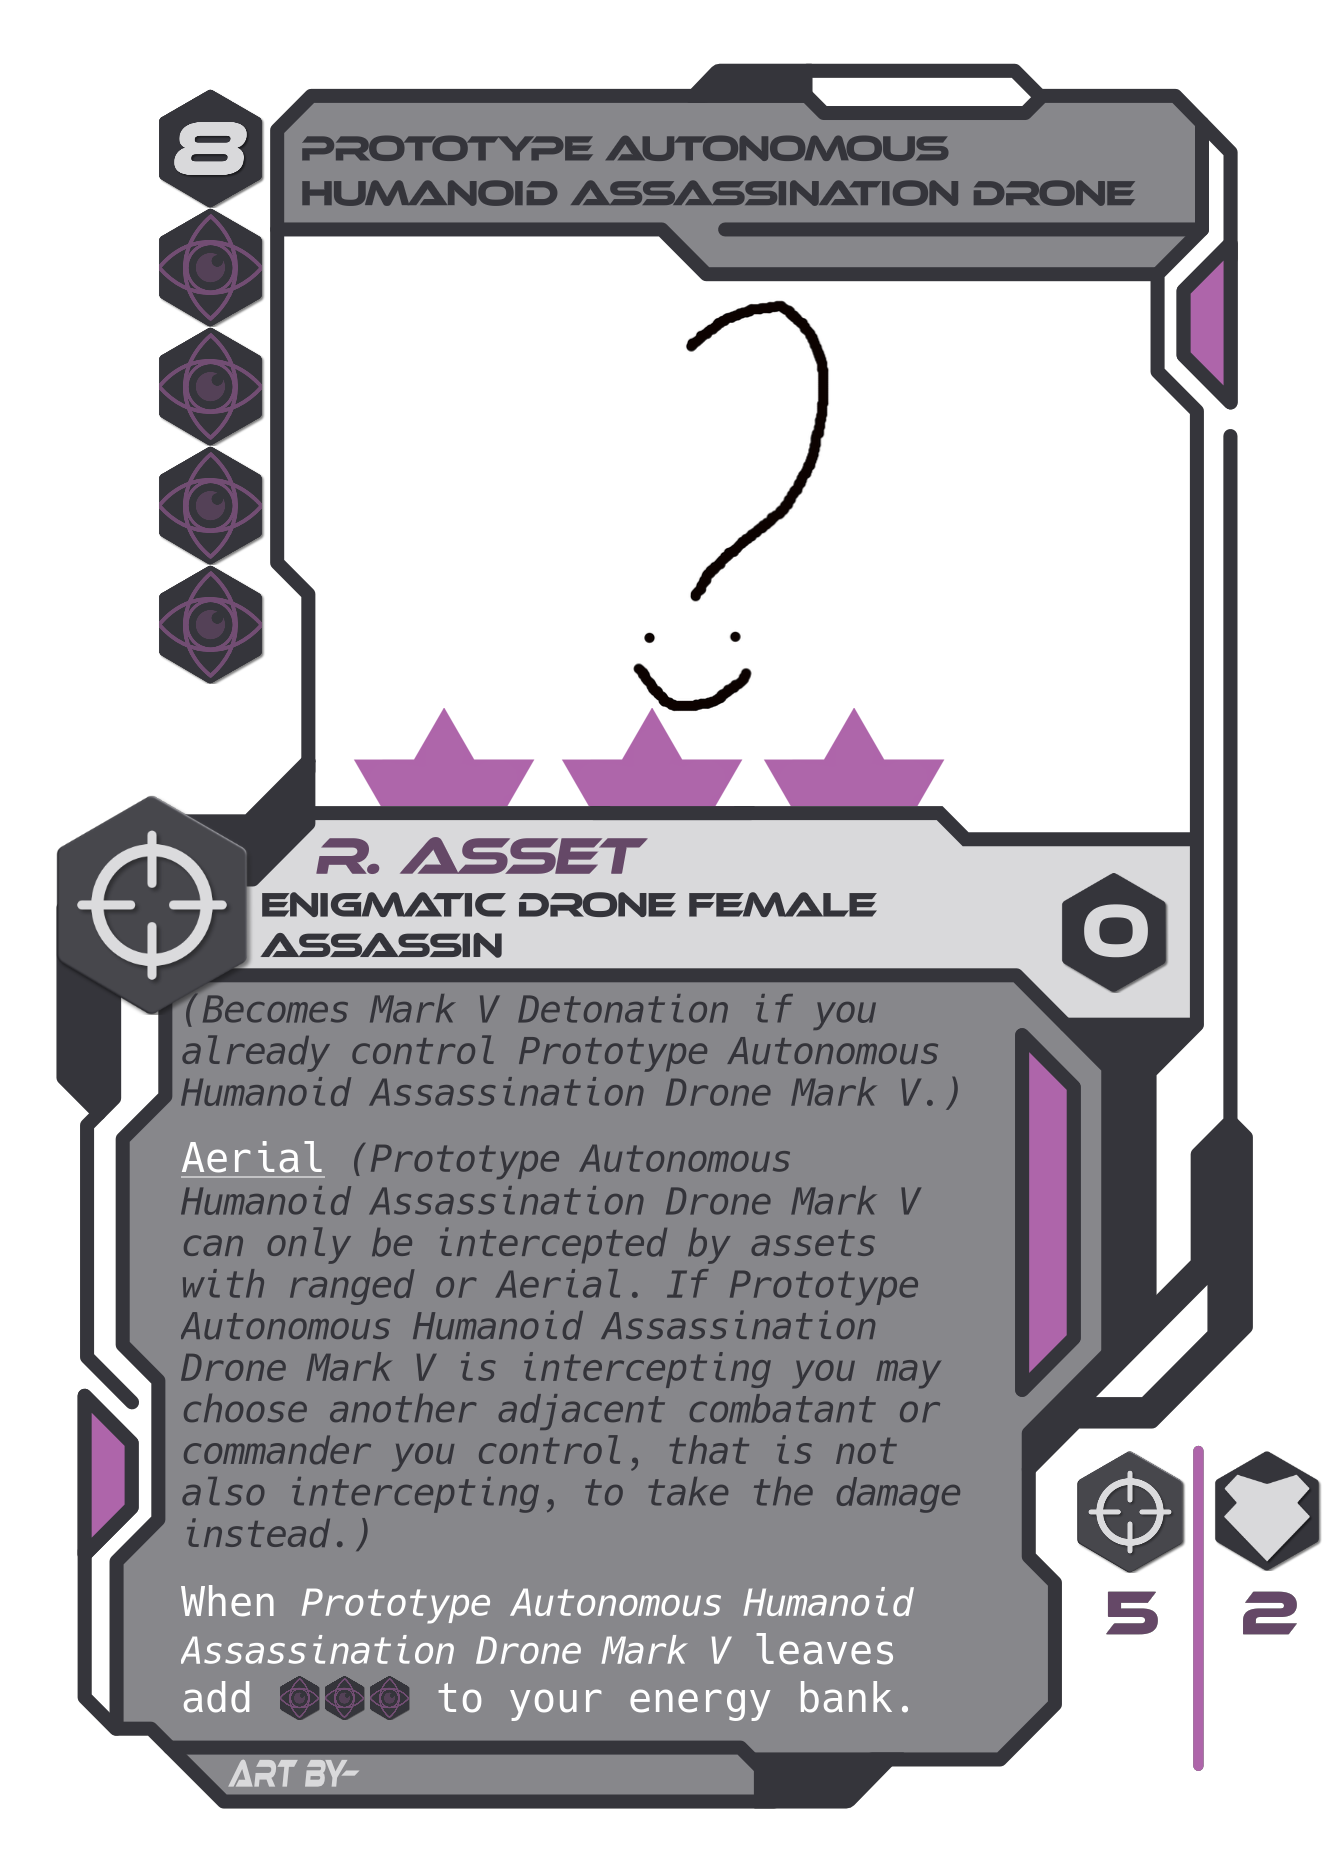 8
PROTOTYPE AUTONOMOUS
HUMANOID ASSASSINATION DRONE
R. ASSET
ENIGMATIC DRONE FEMALE
ASSASSIN
0
(Becomes Mark V Detonation if you
already control Prototype Autonomous
Humanoid Assassination Drone Mark V.)
Aerial (Prototype Autonomous
Humanoid Assassination Drone Mark V
can only be intercepted by assets
with ranged or Aerial. If Prototype
Autonomous Humanoid Assassination
Drone Mark V is intercepting you may
choose another adjacent combatant or
commander you control, that is not
also intercepting, to take the damage
instead.)
When Prototype Autonomous Humanoid
Assassination Drone Mark V leaves
add to your energy bank.
5 2
ART BY-